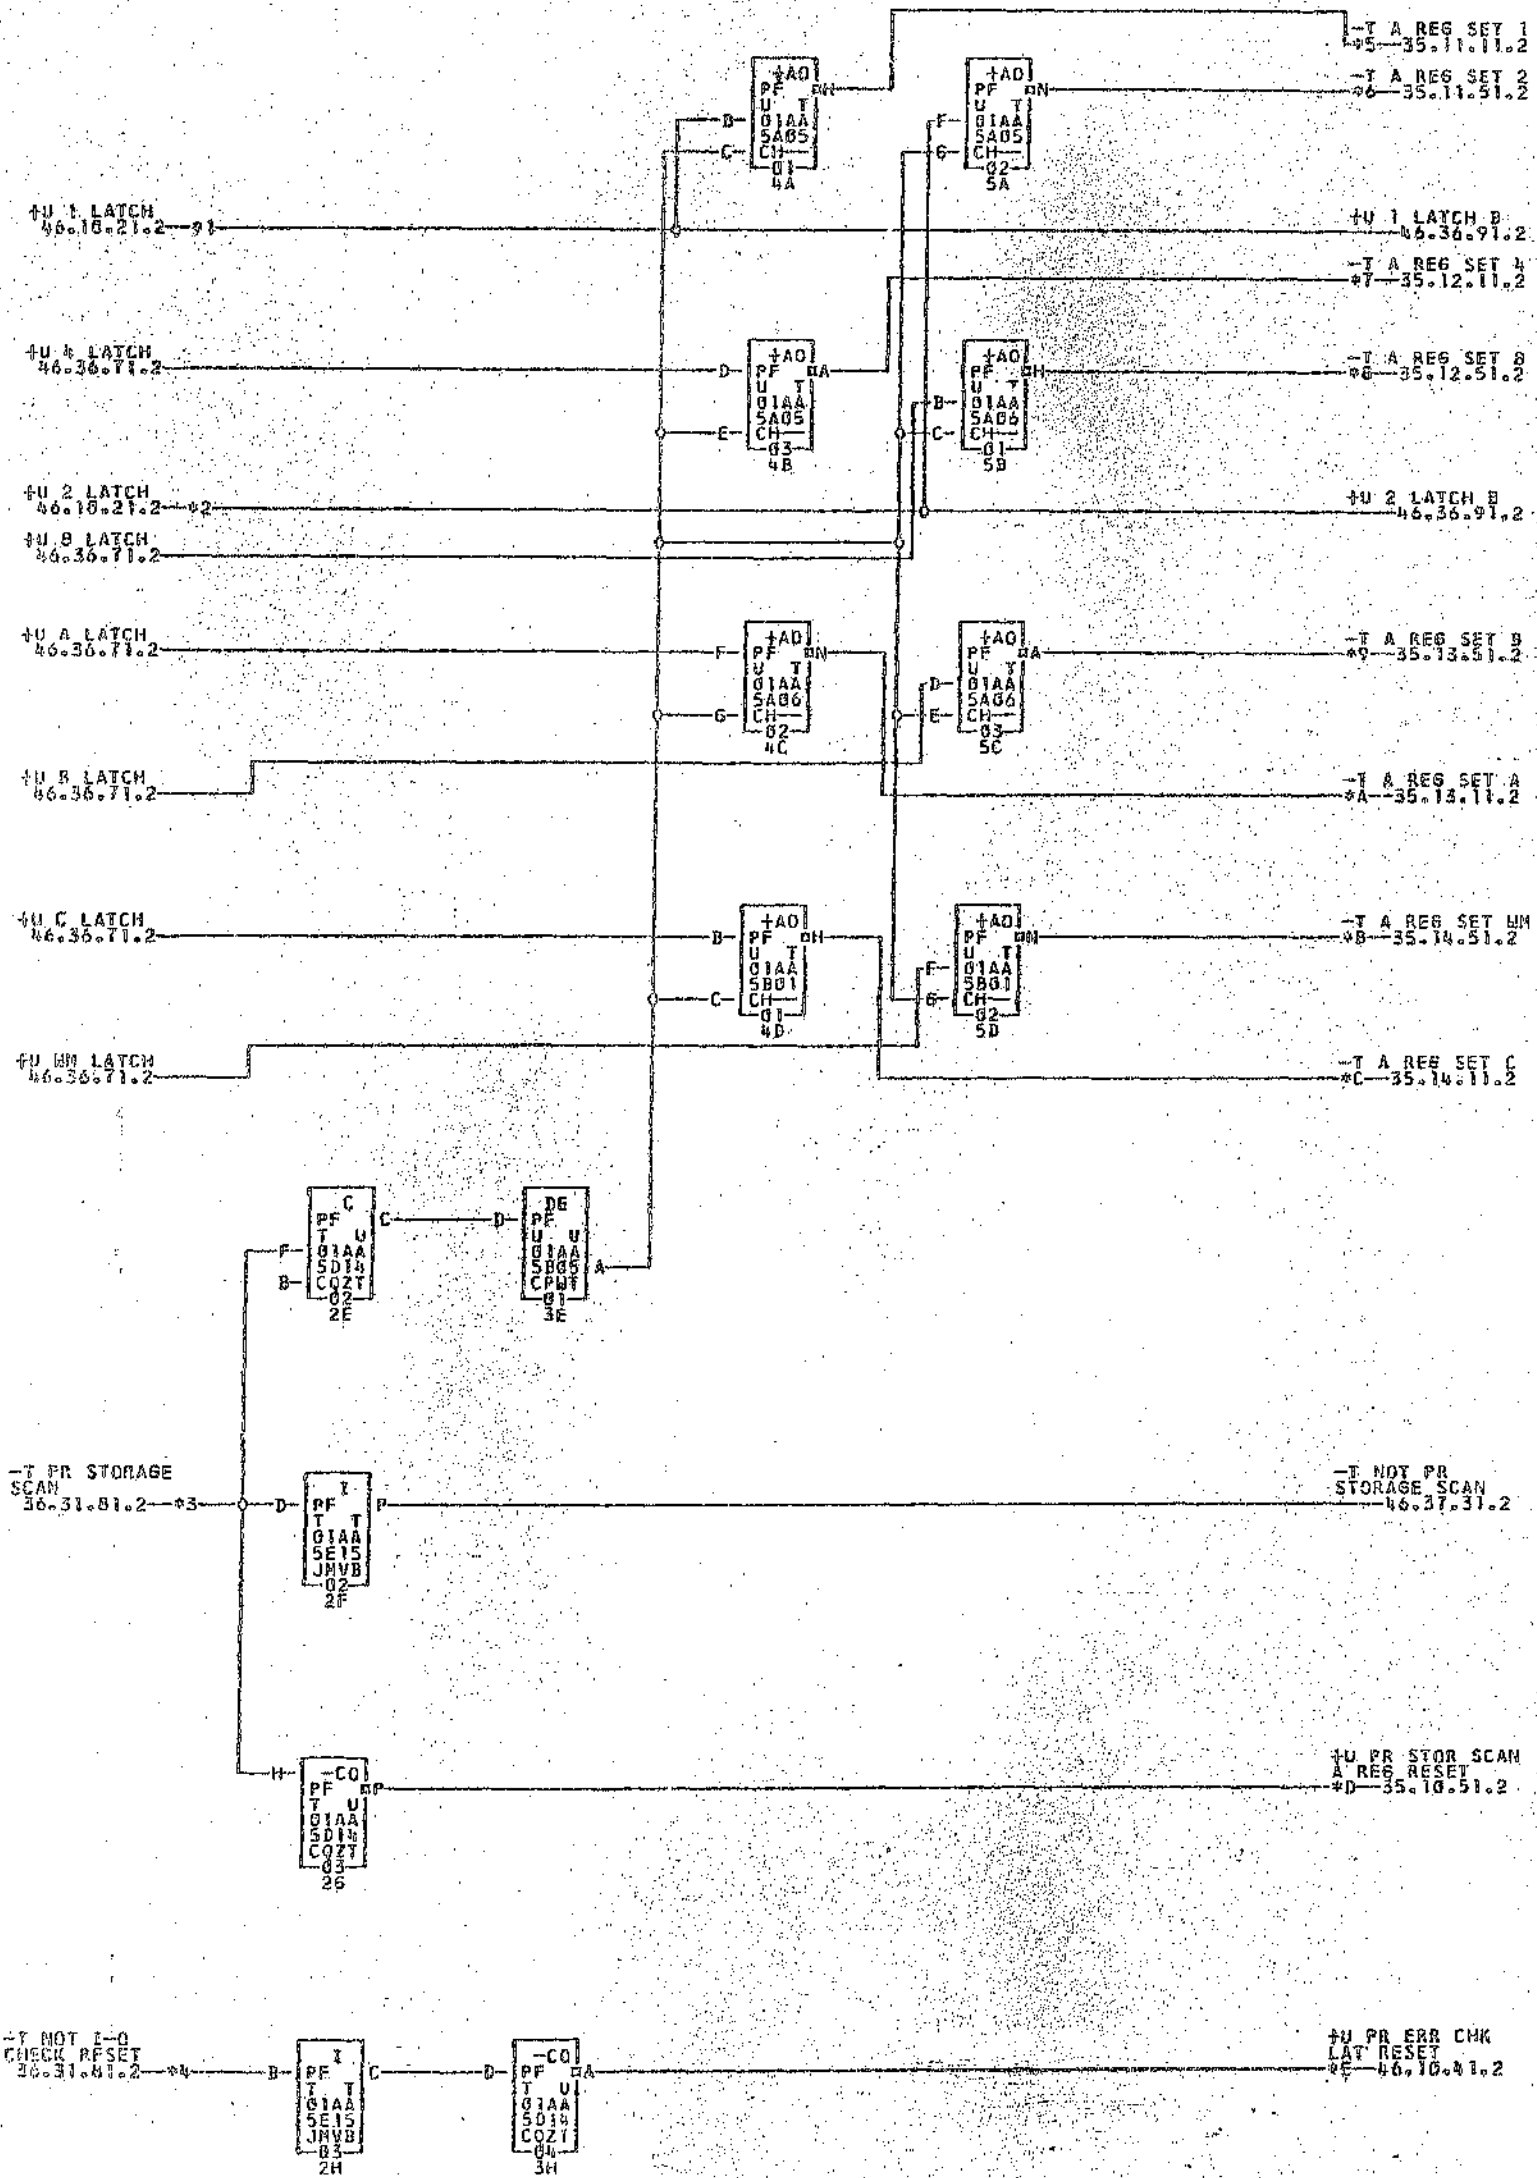 -T A REG SET 1
*5—35.11.11.2
+AO
PF H
U T
01AA
B 5A05
C CH
01
4A
+AO
PF N
U T
F 01AA
5A05
G CH
02
5A
-T A REG SET 2
*6—35.11.51.2
+U 1 LATCH
46.10.21.2—*1
+U 1 LATCH B
46.36.91.2
-T A REG SET 4
*7—35.12.11.2
+U 4 LATCH
46.36.71.2
+AO
D PF A
U T
01AA
5A05
E CH
03
4B
+AO
PF H
U T
B 01AA
5A06
C CH
01
5B
-T A REG SET 8
*8—35.12.51.2
+U 2 LATCH
46.10.21.2—*2
+U 2 LATCH B
46.36.91.2
+U 8 LATCH
46.36.71.2
+U A LATCH
46.36.71.2
+AO
F PF N
U T
01AA
5A06
G CH
02
4C
+AO
PF A
U T
D 01AA
5A06
E CH
03
5C
-T A REG SET B
*9—35.13.51.2
+U B LATCH
46.36.71.2
-T A REG SET A
*A—35.13.11.2
+U C LATCH
46.36.71.2
+AO
B PF H
U T
01AA
5B01
C CH
01
4D
+AO
PF N
U T
F 01AA
5B01
G CH
02
5D
-T A REG SET WM
*B—35.14.51.2
+U WM LATCH
46.36.71.2
-T A REG SET C
*C—35.14.11.2
C
PF C
T U
F 01AA
5D14
B CQZT
02
2E
DE
D PF
U U
01AA
5B05 A
CPWT
01
3E
-T PR STORAGE
SCAN
36.31.81.2—*3
I
D PF P
T T
01AA
5E15
JMVB
02
2F
-T NOT PR
STORAGE SCAN
46.37.31.2
H -CO
PF P
T U
01AA
5D14
CQZT
03
2G
+U PR STOR SCAN
A REG RESET
*D—35.10.51.2
-T NOT I-O
CHECK RESET
36.31.61.2—*4
I
B PF C
T T
01AA
5E15
JMVB
03
2H
-CO
D PF A
T U
01AA
5D14
CQZT
04
3H
+U PR ERR CHK
LAT RESET
*E—46.10.41.2